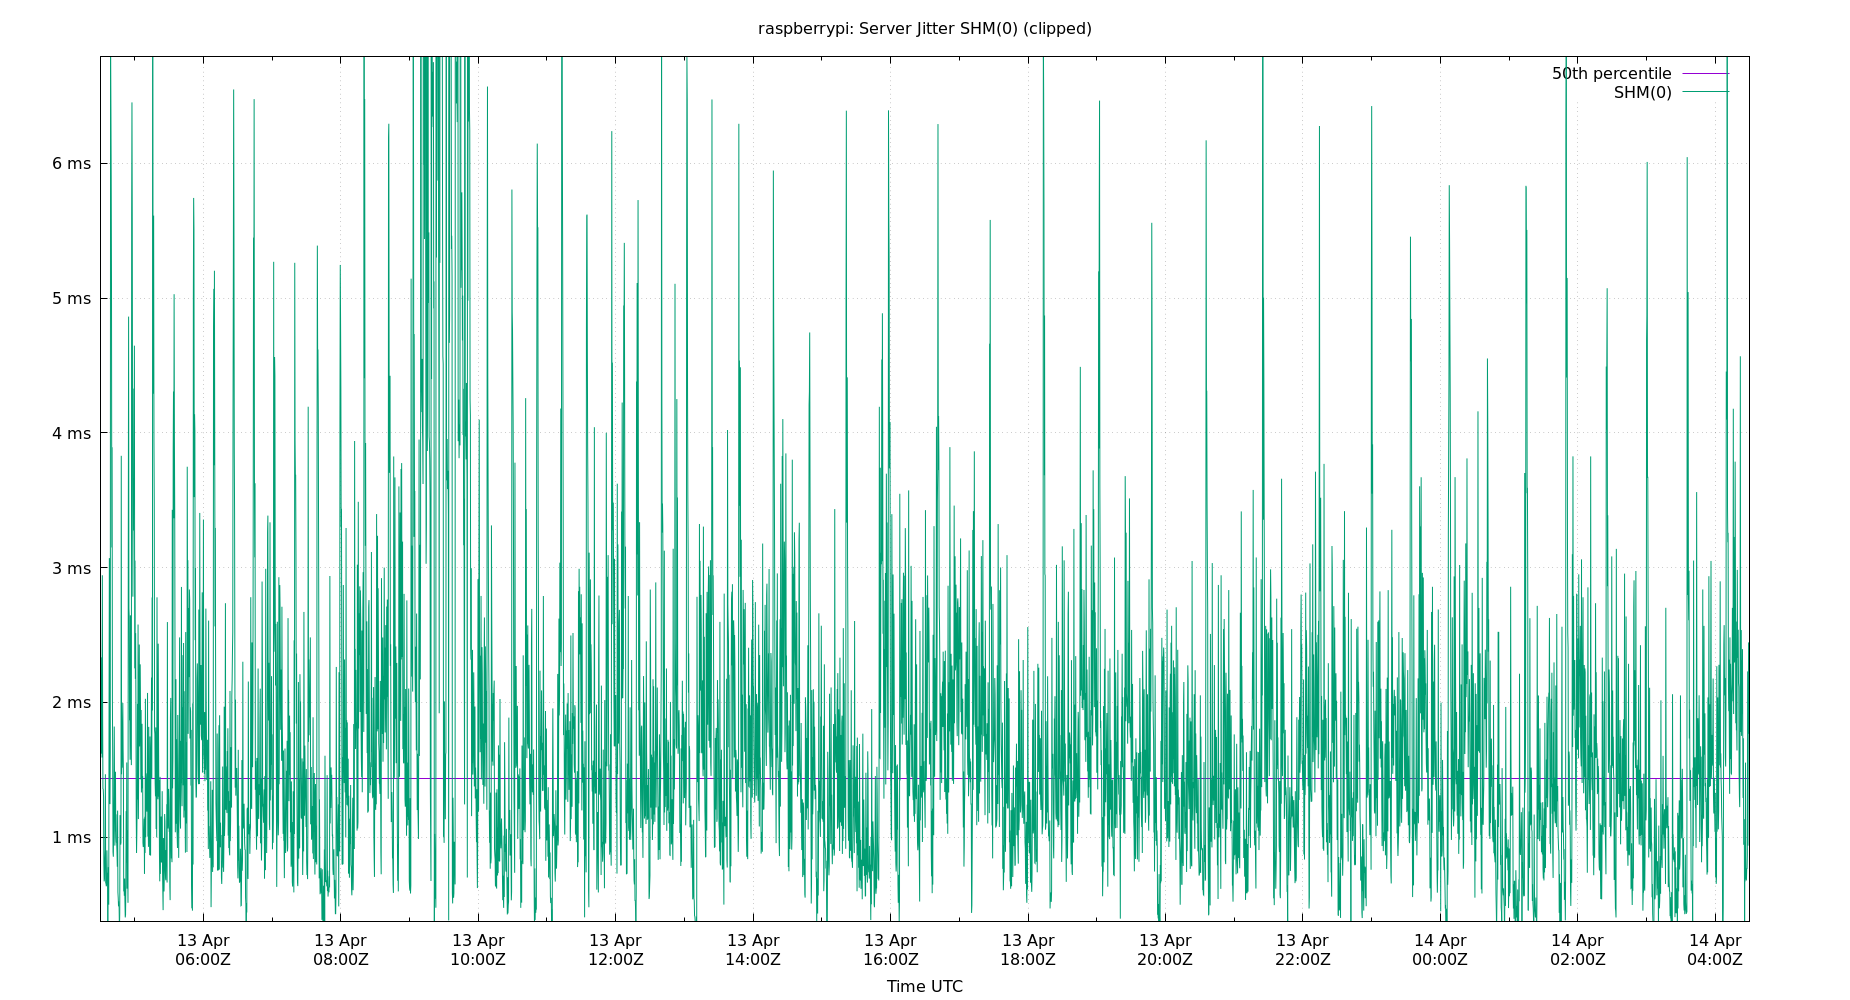 raspberrypi: Server Jitter SHM(0) (clipped)
50th percentile
SHM(0)
6 ms
5 ms
4 ms
3 ms
2 ms
1 ms
13 Apr 13 Apr 13 Apr 13 Apr 13 Apr 13 Apr 13 Apr 13 Apr 13 Apr 14 Apr 14 Apr 14 Apr
06:00Z 08:00Z 10:00Z 12:00Z 14:00Z 16:00Z 18:00Z 20:00Z 22:00Z 00:00Z 02:00Z 04:00Z
Time UTC